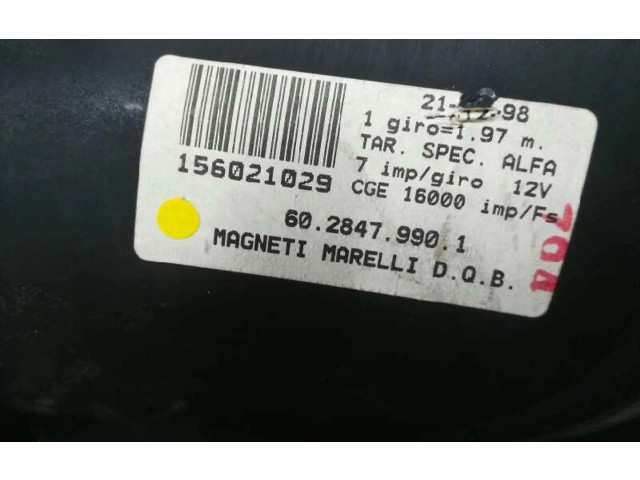 156021029
21-12-98
1 giro=1.97 m.
TAR. SPEC. ALFA
7 imp/giro 12V
CGE 16000 imp/Fs
60.2847.990.1
MAGNETI MARELLI D.Q.B.